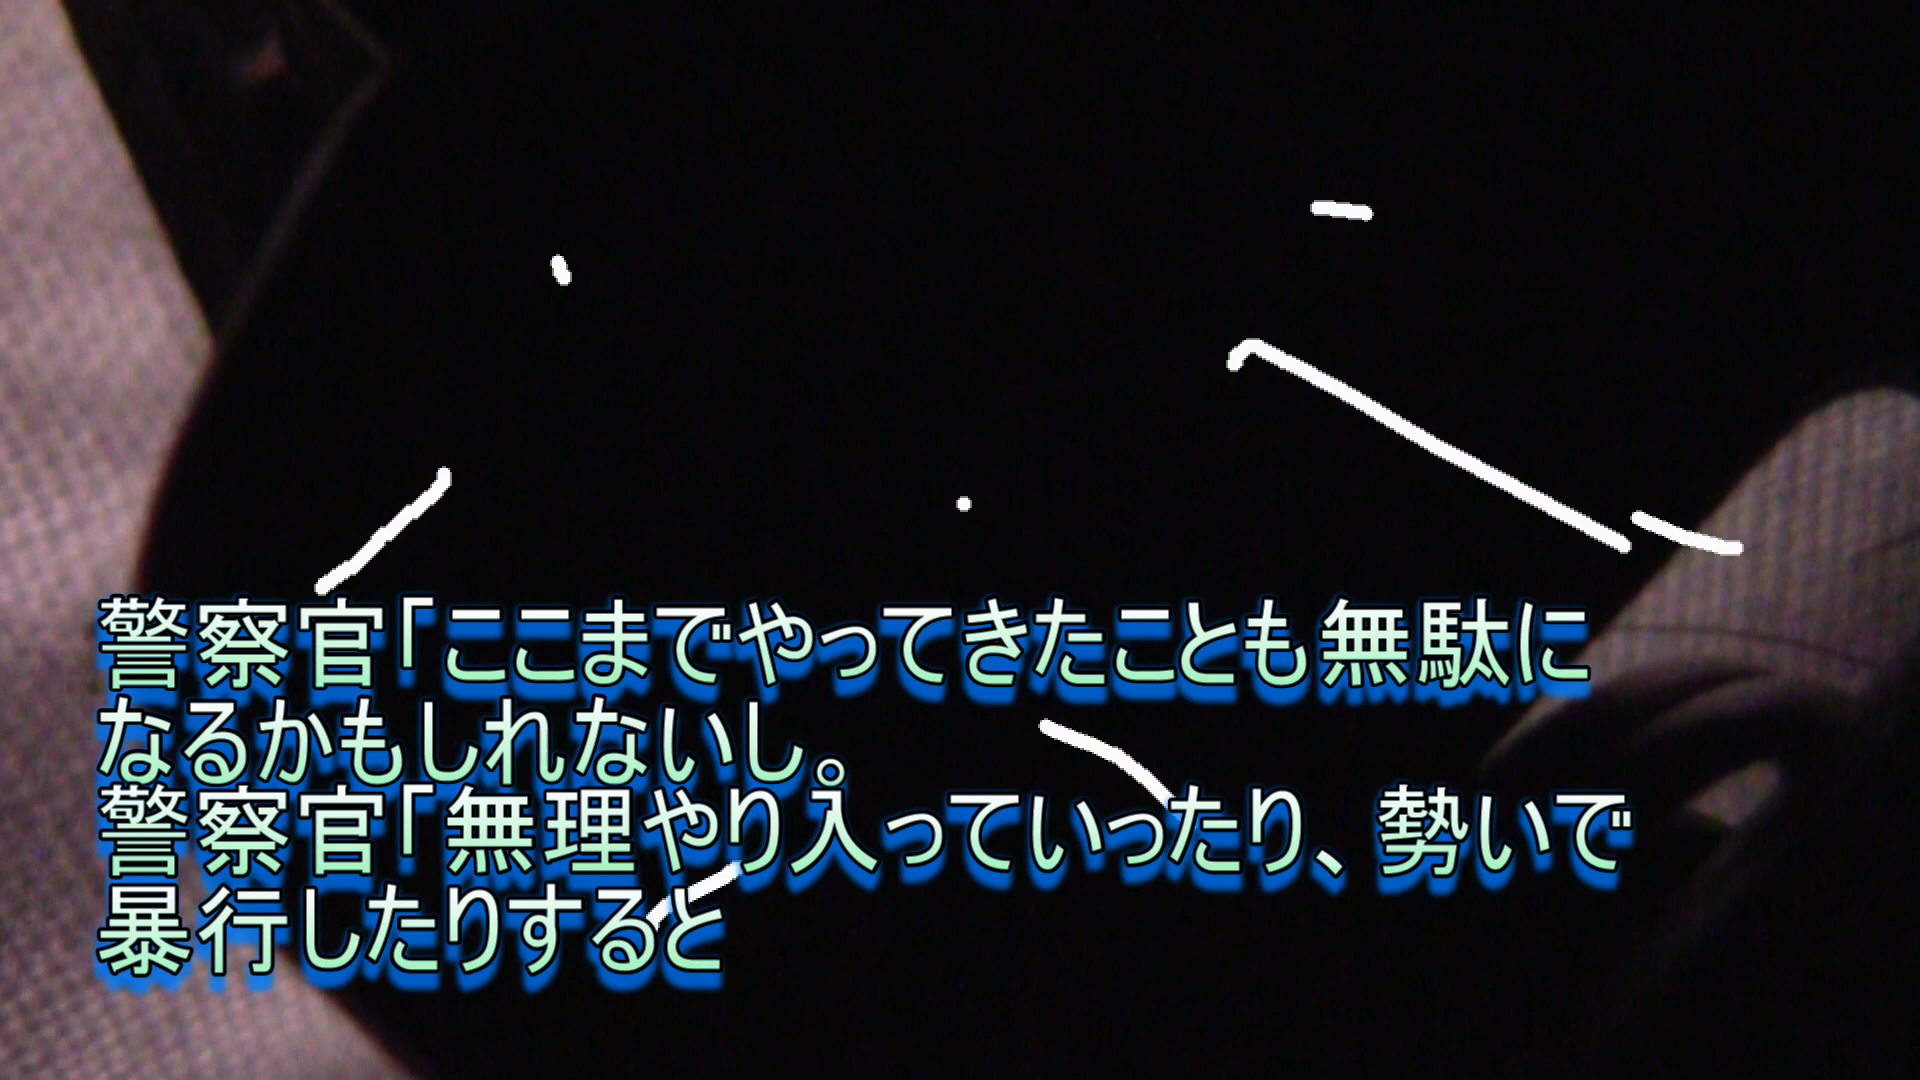 警察官「ここまでやってきたことも無駄に
なるかもしれないし。
警察官「無理やり入っていったり、勢いで
暴行したりすると